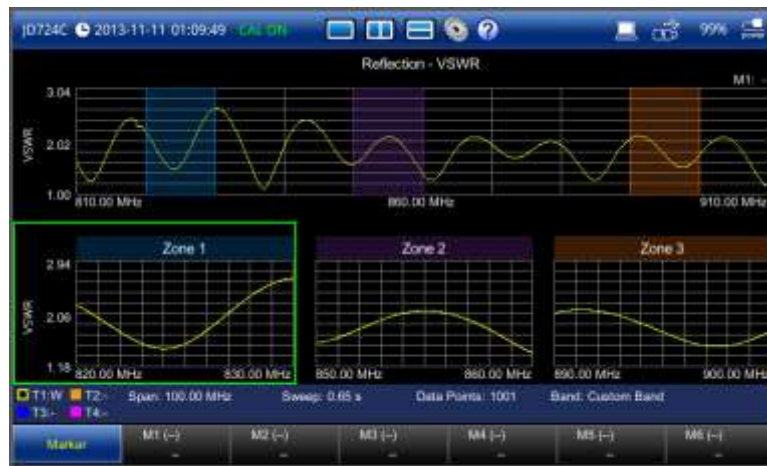 JD724C 2013-11-11 01:09:49 CAL ON 99%
Reflection - VSWR
M1: -
3.04
VSWR
2.02
1.00
810.00 MHz 860.00 MHz 910.00 MHz
Zone 1 Zone 2 Zone 3
2.94
VSWR
2.06
1.18
820.00 MHz 830.00 MHz 850.00 MHz 860.00 MHz 890.00 MHz 900.00 MHz
T1:W T2:- Span: 100.00 MHz Sweep: 0.65 s Data Points: 1001 Band: Custom Band
T3:- T4:-
Marker M1 (--) M2 (--) M3 (--) M4 (--) M5 (--) M6 (--)
-- -- -- -- -- --